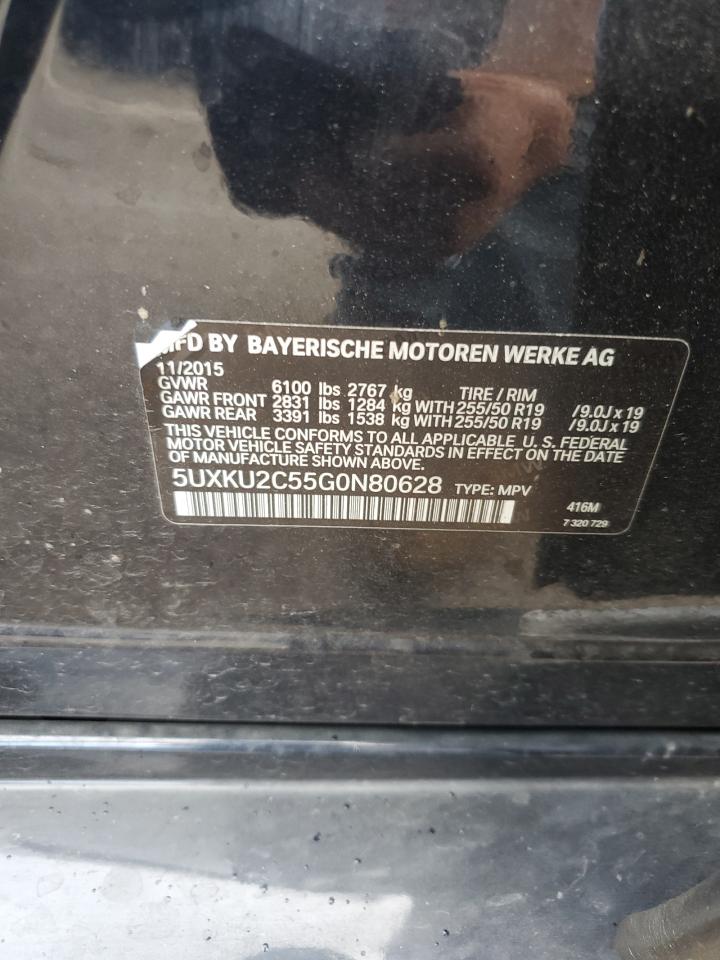 MFD BY BAYERISCHE MOTOREN WERKE AG
11/2015
GVWR 6100 lbs 2767 kg TIRE / RIM
GAWR FRONT 2831 lbs 1284 kg WITH 255/50 R19 /9.0J x 19
GAWR REAR 3391 lbs 1538 kg WITH 255/50 R19 /9.0J x 19
THIS VEHICLE CONFORMS TO ALL APPLICABLE U. S. FEDERAL
MOTOR VEHICLE SAFETY STANDARDS IN EFFECT ON THE DATE
OF MANUFACTURE SHOWN ABOVE.
5UXKU2C55G0N80628 TYPE: MPV
416M
7 320 729